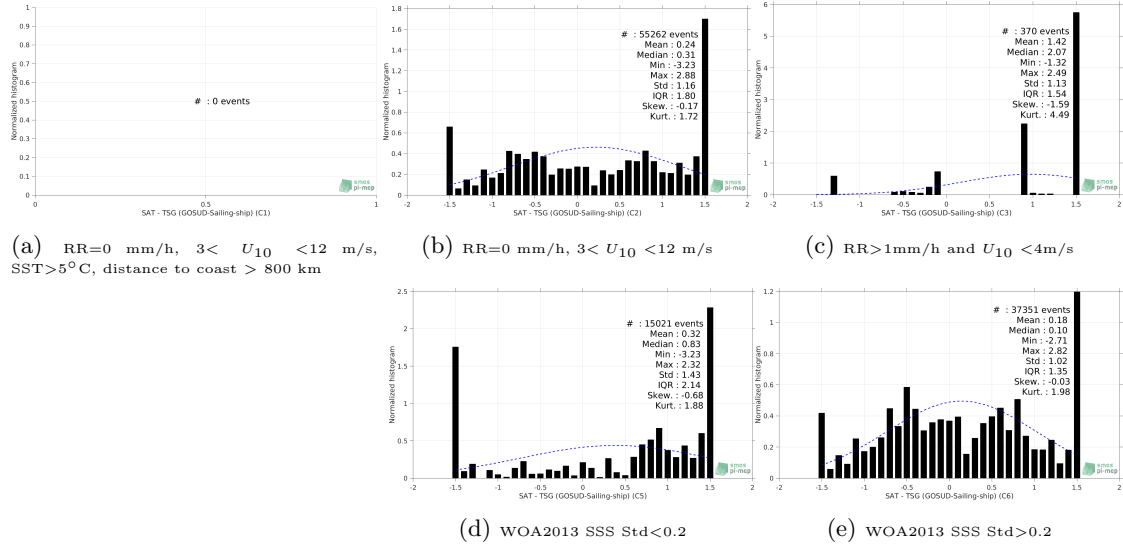 1
0.9
0.8
0.7
0.6
0.5
0.4
0.3
0.2
0.1
0
Normalized histogram
# : 0 events
0 0.5 1
SAT - TSG (GOSUD-Sailing-ship) (C1)
smos
pi-mep
1.8
1.6
1.4
1.2
1
0.8
0.6
0.4
0.2
0
Normalized histogram
# : 55262 events
Mean : 0.24
Median : 0.31
Min : -3.23
Max : 2.88
Std : 1.16
IQR : 1.80
Skew. : -0.17
Kurt. : 1.72
-2 -1.5 -1 -0.5 0 0.5 1 1.5 2
SAT - TSG (GOSUD-Sailing-ship) (C2)
smos
pi-mep
6
5
4
3
2
1
0
Normalized histogram
# : 370 events
Mean : 1.42
Median : 2.07
Min : -1.32
Max : 2.49
Std : 1.13
IQR : 1.54
Skew. : -1.59
Kurt. : 4.49
-2 -1.5 -1 -0.5 0 0.5 1 1.5 2
SAT - TSG (GOSUD-Sailing-ship) (C3)
smos
pi-mep
(a) RR=0 mm/h, 3< U10 <12 m/s,
SST>5°C, distance to coast > 800 km
(b) RR=0 mm/h, 3< U10 <12 m/s
(c) RR>1mm/h and U10 <4m/s
2.5
2
1.5
1
0.5
0
Normalized histogram
# : 15021 events
Mean : 0.32
Median : 0.83
Min : -3.23
Max : 2.32
Std : 1.43
IQR : 2.14
Skew. : -0.68
Kurt. : 1.88
-2 -1.5 -1 -0.5 0 0.5 1 1.5 2
SAT - TSG (GOSUD-Sailing-ship) (C5)
smos
pi-mep
1.2
1
0.8
0.6
0.4
0.2
0
Normalized histogram
# : 37351 events
Mean : 0.18
Median : 0.10
Min : -2.71
Max : 2.82
Std : 1.02
IQR : 1.35
Skew. : -0.03
Kurt. : 1.98
-2 -1.5 -1 -0.5 0 0.5 1 1.5 2
SAT - TSG (GOSUD-Sailing-ship) (C6)
smos
pi-mep
(d) WOA2013 SSS Std<0.2
(e) WOA2013 SSS Std>0.2